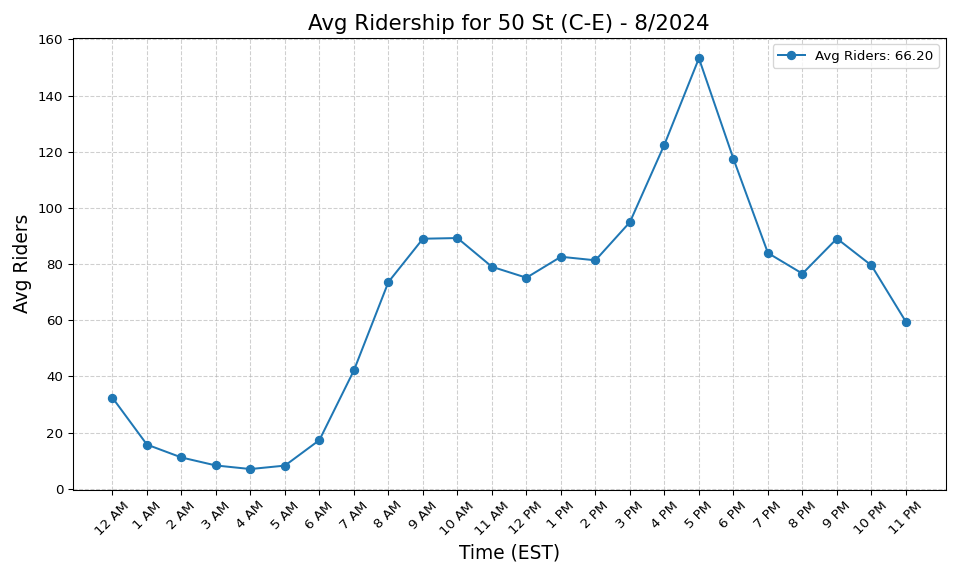 Avg Ridership for 50 St (C-E) - 8/2024
Avg Riders: 66.20
Avg Riders
160
140
120
100
80
60
40
20
0
12 AM
1 AM
2 AM
3 AM
4 AM
5 AM
6 AM
7 AM
8 AM
9 AM
10 AM
11 AM
12 PM
1 PM
2 PM
3 PM
4 PM
5 PM
6 PM
7 PM
8 PM
9 PM
10 PM
11 PM
Time (EST)